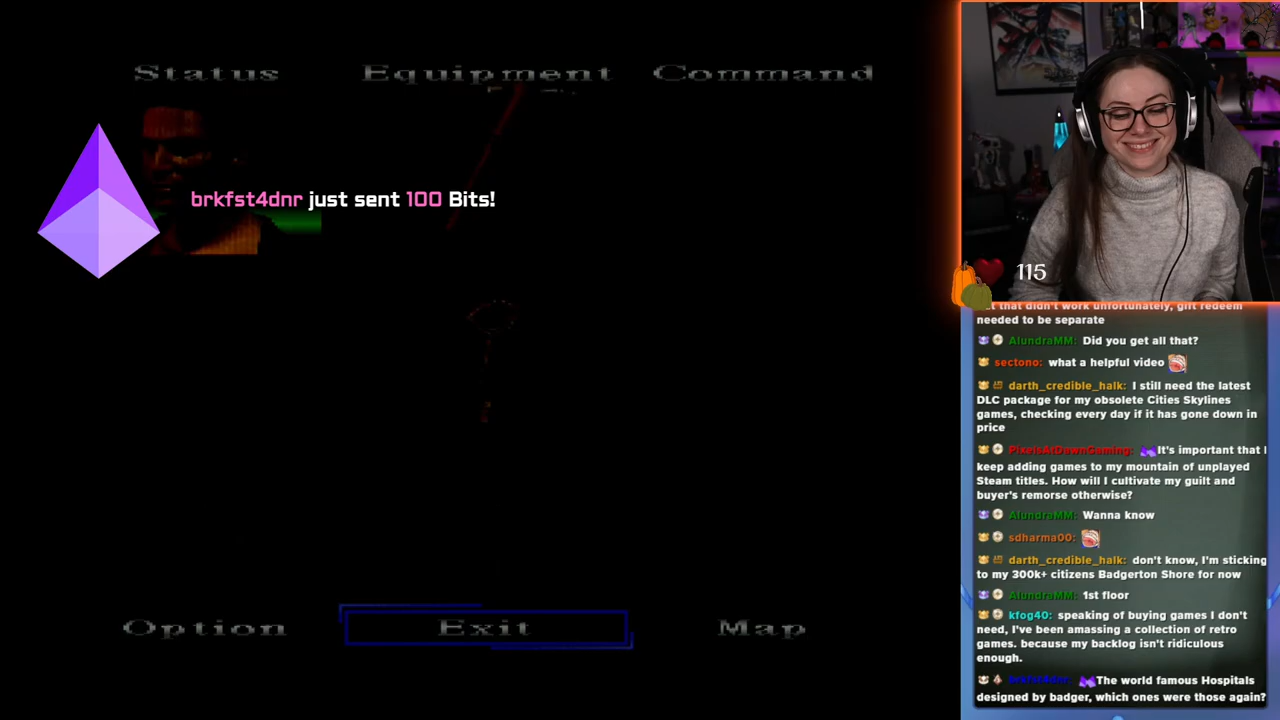 Status Equipment Command
brkfst4dnr just sent 100 Bits!
Option Exit Map
115
that didn't work unfortunately, gift redeem
needed to be separate
AlundraMM: Did you get all that?
sectono: what a helpful video
darth_credible_halk: I still need the latest
DLC package for my obsolete Cities Skylines
games, checking every day if it has gone down in
price
PixelsAtDawnGaming: It's important that I
keep adding games to my mountain of unplayed
Steam titles. How will I cultivate my guilt and
buyer's remorse otherwise?
AlundraMM: Wanna know
sdharma00:
darth_credible_halk: don't know, I'm sticking
to my 300k+ citizens Badgerton Shore for now
AlundraMM: 1st floor
kfog40: speaking of buying games I don't
need, I've been amassing a collection of retro
games. because my backlog isn't ridiculous
enough.
brkfst4dnr: The world famous Hospitals
designed by badger, which ones were those again?